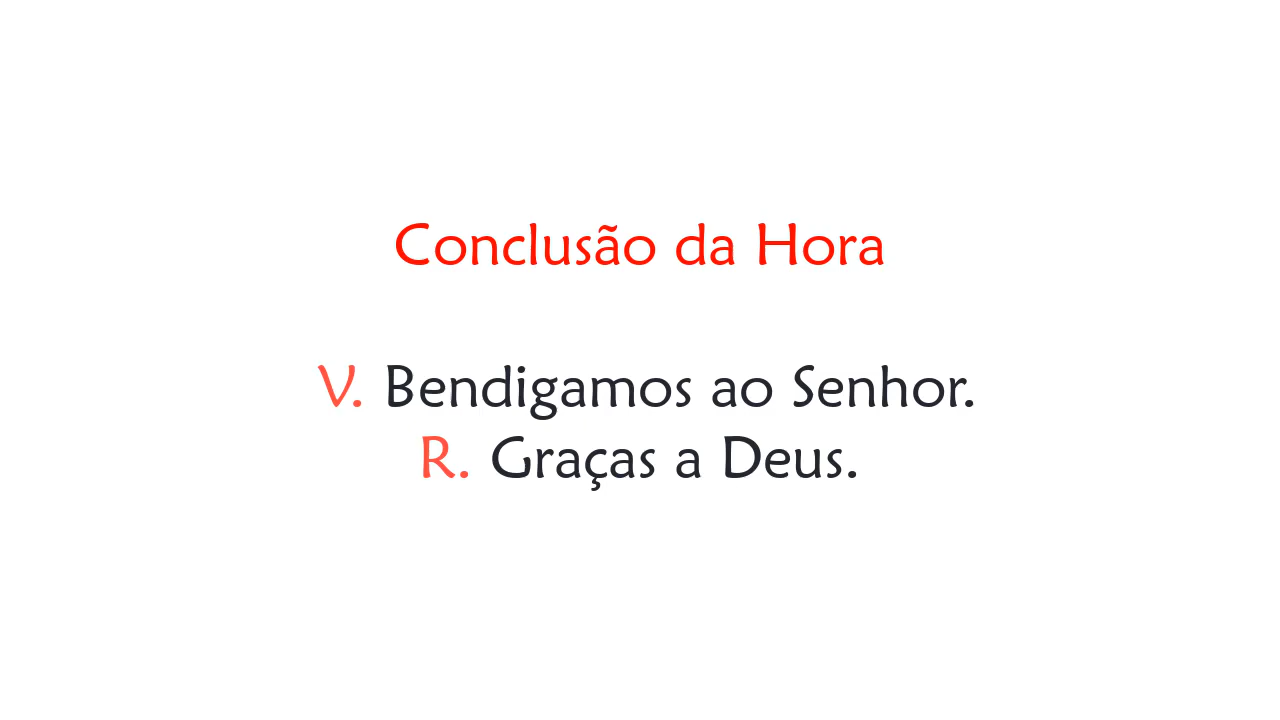 Conclusão da Hora
V. Bendigamos ao Senhor.
R. Graças a Deus.